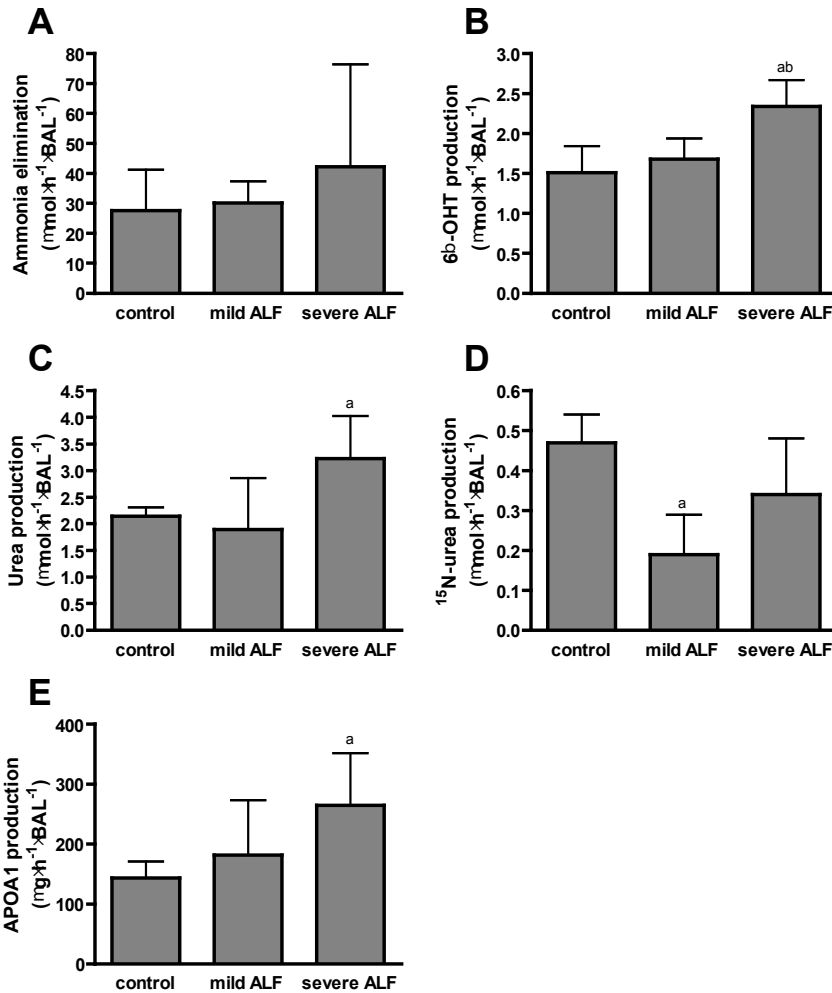 A
Ammonia elimination
(mmol×h⁻¹×BAL⁻¹)
80
70
60
50
40
30
20
10
0
control mild ALF severe ALF
B
6b-OHT production
(mmol×h⁻¹×BAL⁻¹)
3.0
2.5
2.0
1.5
1.0
0.5
0.0
ab
control mild ALF severe ALF
C
Urea production
(mmol×h⁻¹×BAL⁻¹)
4.5
4.0
3.5
3.0
2.5
2.0
1.5
1.0
0.5
0.0
a
control mild ALF severe ALF
D
¹⁵N-urea production
(mmol×h⁻¹×BAL⁻¹)
0.6
0.5
0.4
0.3
0.2
0.1
0.0
a
control mild ALF severe ALF
E
APOA1 production
(mg×h⁻¹×BAL⁻¹)
400
300
200
100
0
a
control mild ALF severe ALF